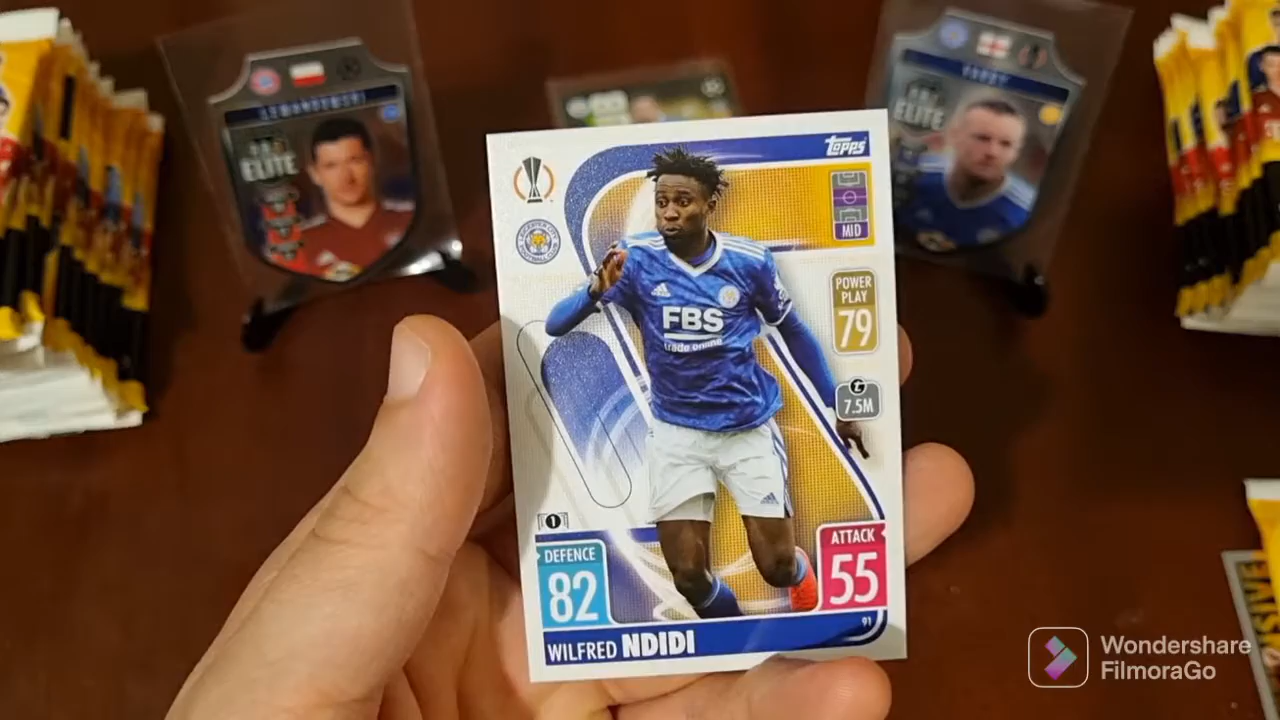 LEWANDOWSKI
ELITE
VARDY
ELITE
Topps
MID
POWER
PLAY
79
7.5M
FBS
trade online
1
DEFENCE
82
ATTACK
55
91
WILFRED NDIDI
Wondershare
FilmoraGo